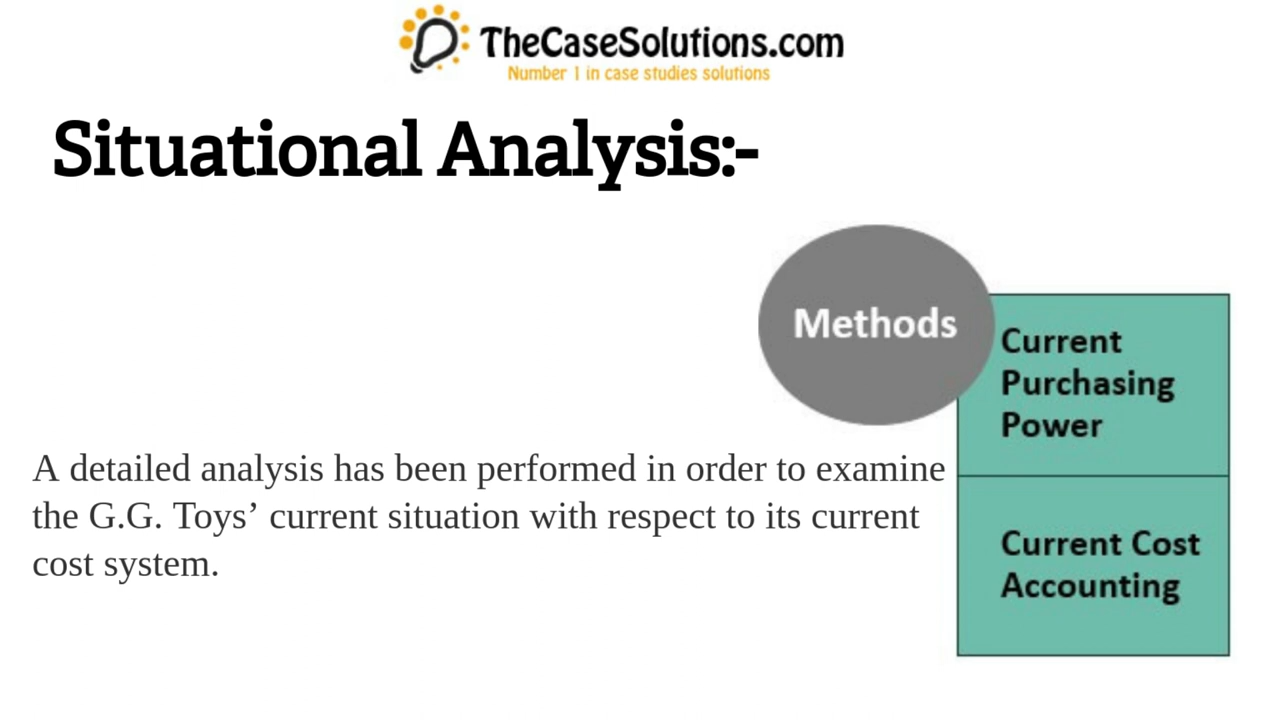 TheCaseSolutions.com
Number 1 in case studies solutions
Situational Analysis:-
Methods
Current
Purchasing
Power
A detailed analysis has been performed in order to examine
the G.G. Toys’ current situation with respect to its current
cost system.
Current Cost
Accounting